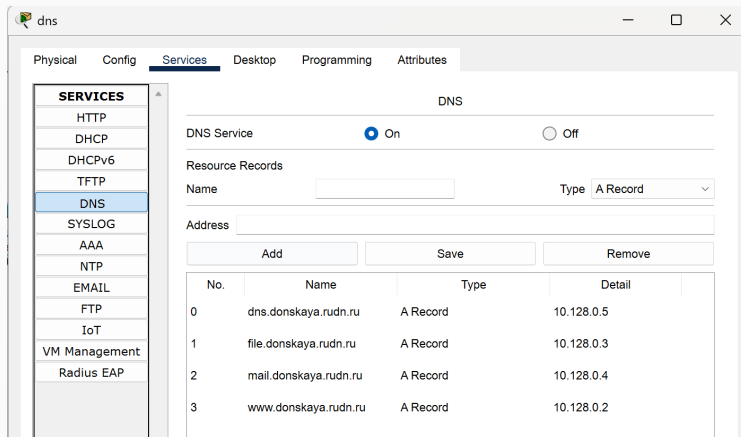 dns
Physical Config Services Desktop Programming Attributes
SERVICES
HTTP
DHCP
DHCPv6
TFTP
DNS
SYSLOG
AAA
NTP
EMAIL
FTP
IoT
VM Management
Radius EAP
DNS
DNS Service On Off
Resource Records
Name Type A Record
Address
Add Save Remove
No. Name Type Detail
0 dns.donskaya.rudn.ru A Record 10.128.0.5
1 file.donskaya.rudn.ru A Record 10.128.0.3
2 mail.donskaya.rudn.ru A Record 10.128.0.4
3 www.donskaya.rudn.ru A Record 10.128.0.2